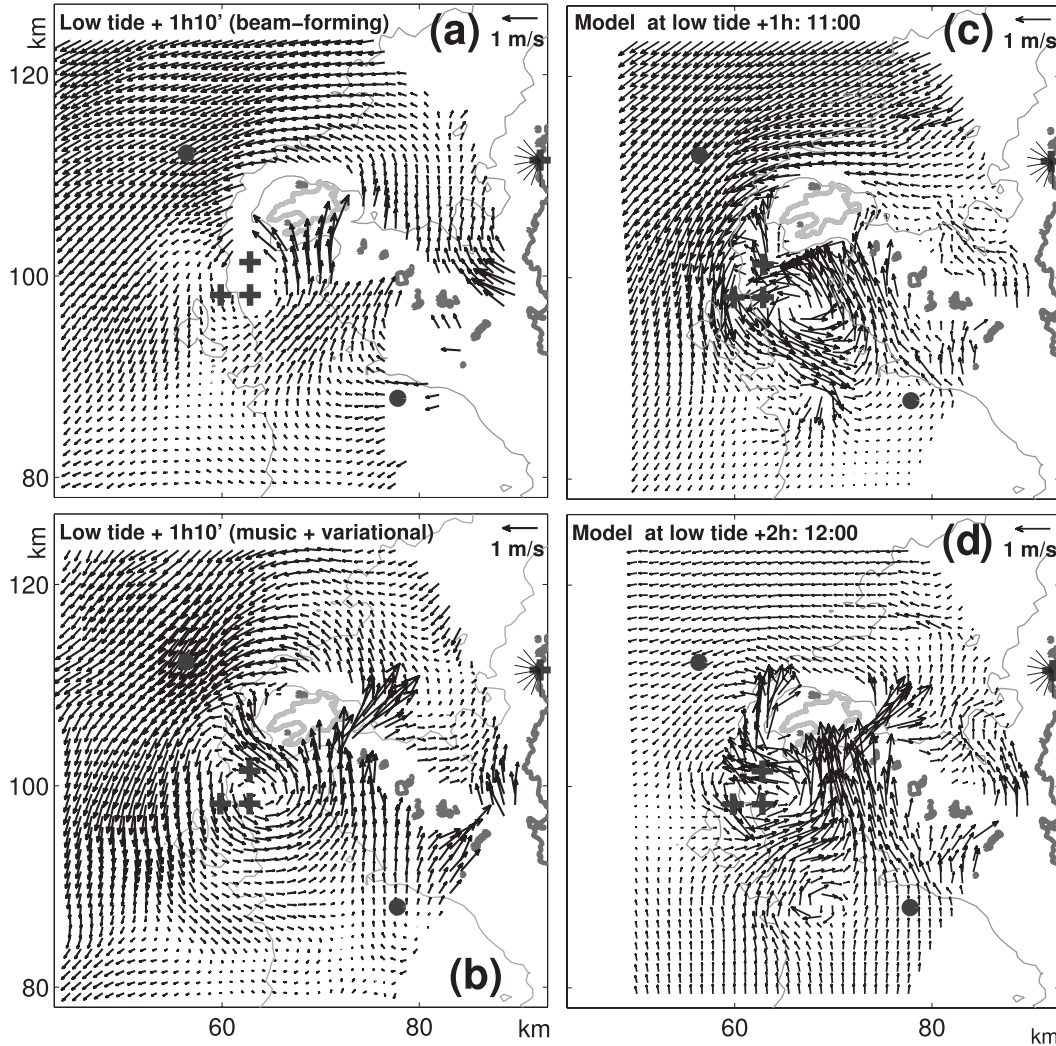 Low tide + 1h10' (beam-forming)
(a)
1 m/s
km
120
100
80
Model at low tide +1h: 11:00
(c)
1 m/s
60
80
Low tide + 1h10' (music + variational)
1 m/s
km
120
100
80
(b)
60
80
km
Model at low tide +2h: 12:00
(d)
1 m/s
60
80
km